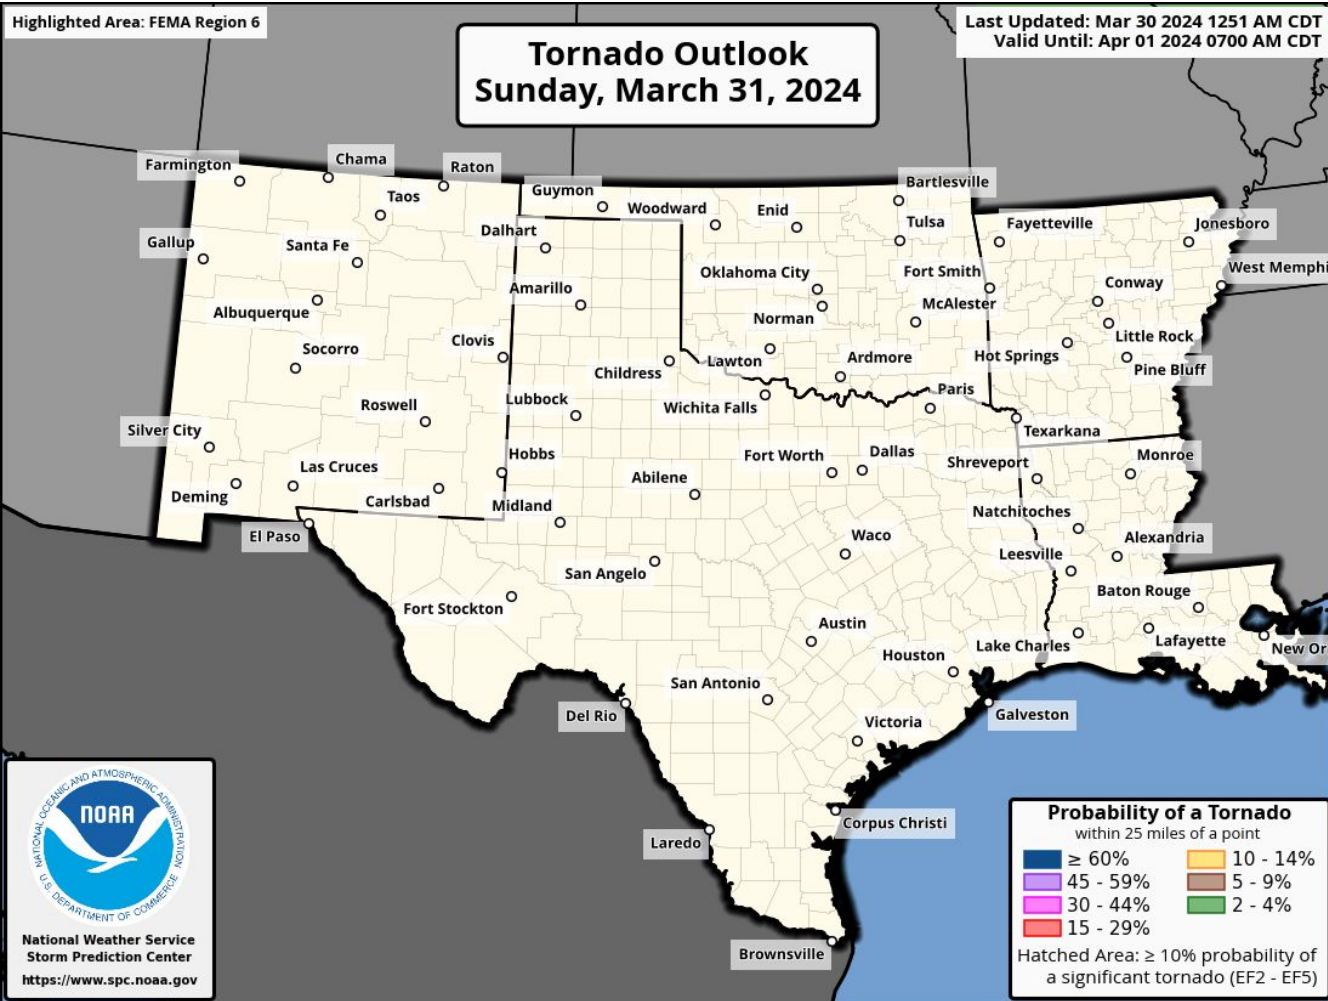 Highlighted Area: FEMA Region 6
Last Updated: Mar 30 2024 1251 AM CDT
Valid Until: Apr 01 2024 0700 AM CDT
Tornado Outlook
Sunday, March 31, 2024
Farmington
Chama
Raton
Taos
Guymon
Woodward
Enid
Bartlesville
Tulsa
Fayetteville
Jonesboro
Gallup
Santa Fe
Dalhart
Oklahoma City
Fort Smith
West Memphi
Amarillo
Conway
Albuquerque
Norman
McAlester
Socorro
Clovis
Little Rock
Childress
Lawton
Ardmore
Hot Springs
Pine Bluff
Roswell
Lubbock
Wichita Falls
Paris
Silver City
Texarkana
Las Cruces
Hobbs
Fort Worth
Dallas
Shreveport
Monroe
Deming
Carlsbad
Midland
Abilene
Natchitoches
El Paso
Waco
Leesville
Alexandria
San Angelo
Baton Rouge
Fort Stockton
Austin
Lake Charles
Lafayette
New Or
Houston
San Antonio
Del Rio
Victoria
Galveston
Laredo
Corpus Christi
Brownsville
NATIONAL OCEANIC AND ATMOSPHERIC ADMINISTRATION
NOAA
U.S. DEPARTMENT OF COMMERCE
National Weather Service
Storm Prediction Center
https://www.spc.noaa.gov
Probability of a Tornado
within 25 miles of a point
≥ 60%
10 - 14%
45 - 59%
5 - 9%
30 - 44%
2 - 4%
15 - 29%
Hatched Area: ≥ 10% probability of
a significant tornado (EF2 - EF5)